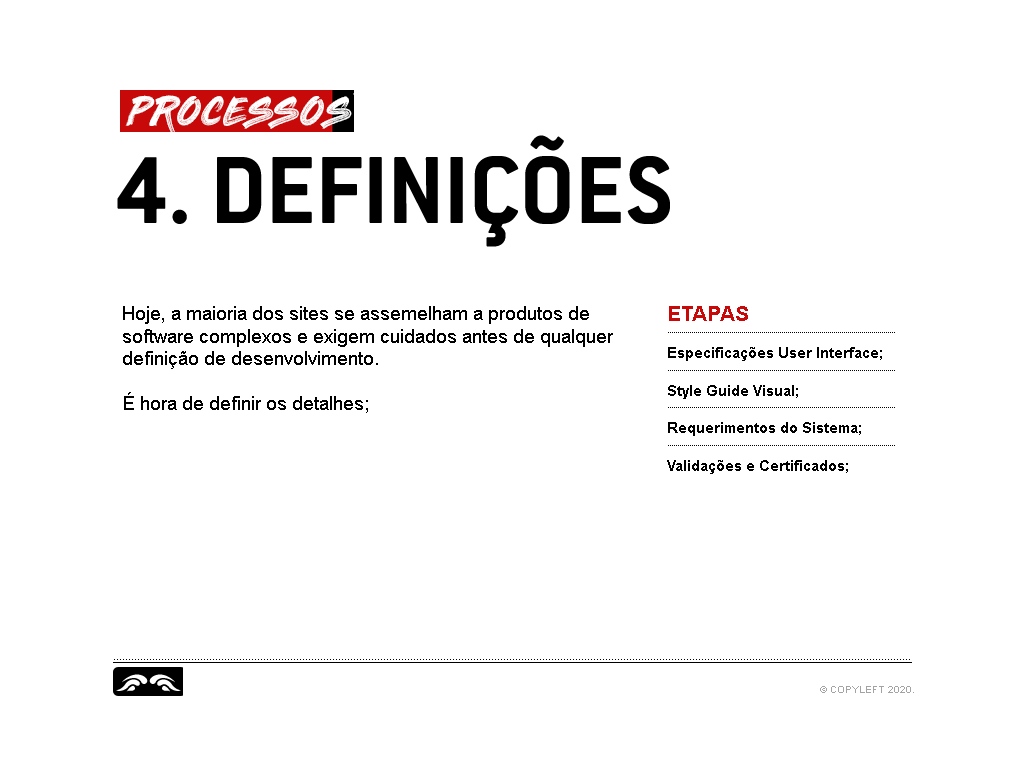 PROCESSOS
4. DEFINIÇÕES
Hoje, a maioria dos sites se assemelham a produtos de
software complexos e exigem cuidados antes de qualquer
definição de desenvolvimento.
É hora de definir os detalhes;
ETAPAS
Especificações User Interface;
Style Guide Visual;
Requerimentos do Sistema;
Validações e Certificados;
© COPYLEFT 2020.